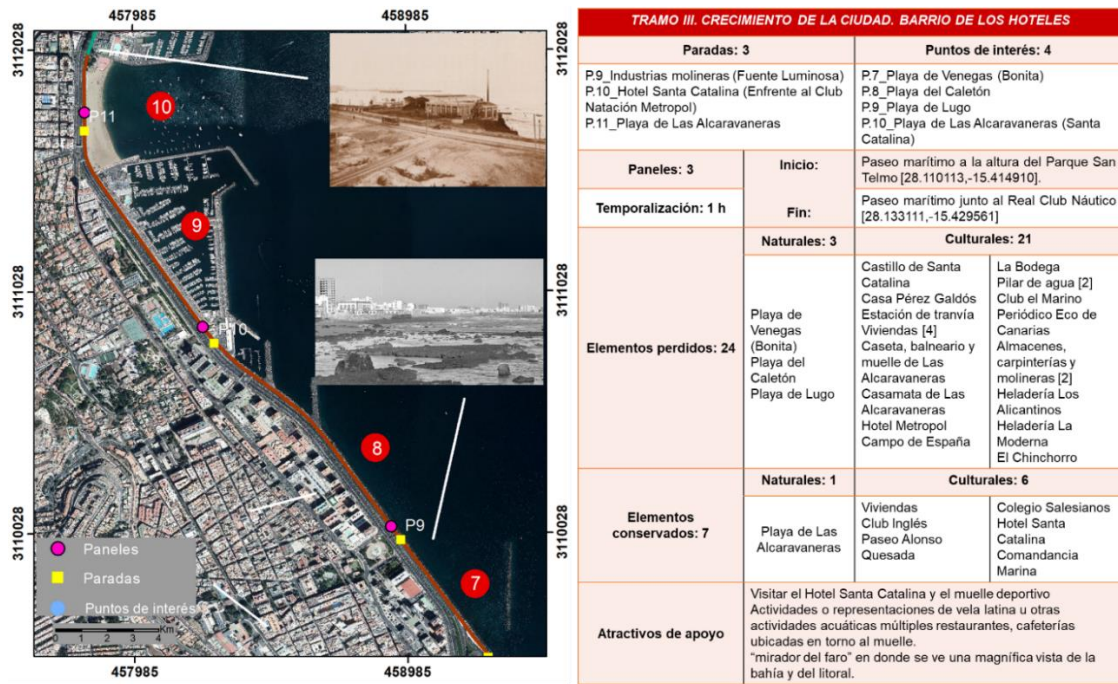 457985
458985
3112028
3112028
10
P11
9
3111028
3111028
P10
8
P9
3110028
3110028
7
Paneles
Paradas
Puntos de interés
0 1 2 3 4
Km
457985
458985
TRAMO III. CRECIMIENTO DE LA CIUDAD. BARRIO DE LOS HOTELES
Paradas: 3
Puntos de interés: 4
P.9_Industrias molineras (Fuente Luminosa)
P.10_Hotel Santa Catalina (Enfrente al Club
Natación Metropol)
P.11_Playa de Las Alcaravaneras
P.7_Playa de Venegas (Bonita)
P.8_Playa del Caletón
P.9_Playa de Lugo
P.10_Playa de Las Alcaravaneras (Santa
Catalina)
Paneles: 3
Inicio:
Paseo marítimo a la altura del Parque San
Telmo [28.110113,-15.414910].
Temporalización: 1 h
Fin:
Paseo marítimo junto al Real Club Náutico
[28.133111,-15.429561]
Elementos perdidos: 24
Naturales: 3
Culturales: 21
Playa de
Venegas
(Bonita)
Playa del
Caletón
Playa de Lugo
Castillo de Santa
Catalina
Casa Pérez Galdós
Estación de tranvía
Viviendas [4]
Caseta, balneario y
muelle de Las
Alcaravaneras
Casamata de Las
Alcaravaneras
Hotel Metropol
Campo de España
La Bodega
Pilar de agua [2]
Club el Marino
Periódico Eco de
Canarias
Almacenes,
carpinterías y
molineras [2]
Heladería Los
Alicantinos
Heladería La
Moderna
El Chinchorro
Elementos
conservados: 7
Naturales: 1
Culturales: 6
Playa de Las
Alcaravaneras
Viviendas
Club Inglés
Paseo Alonso
Quesada
Colegio Salesianos
Hotel Santa
Catalina
Comandancia
Marina
Atractivos de apoyo
Visitar el Hotel Santa Catalina y el muelle deportivo
Actividades o representaciones de vela latina u otras
actividades acuáticas múltiples restaurantes, cafeterías
ubicadas en torno al muelle.
"mirador del faro" en donde se ve una magnífica vista de la
bahía y del litoral.